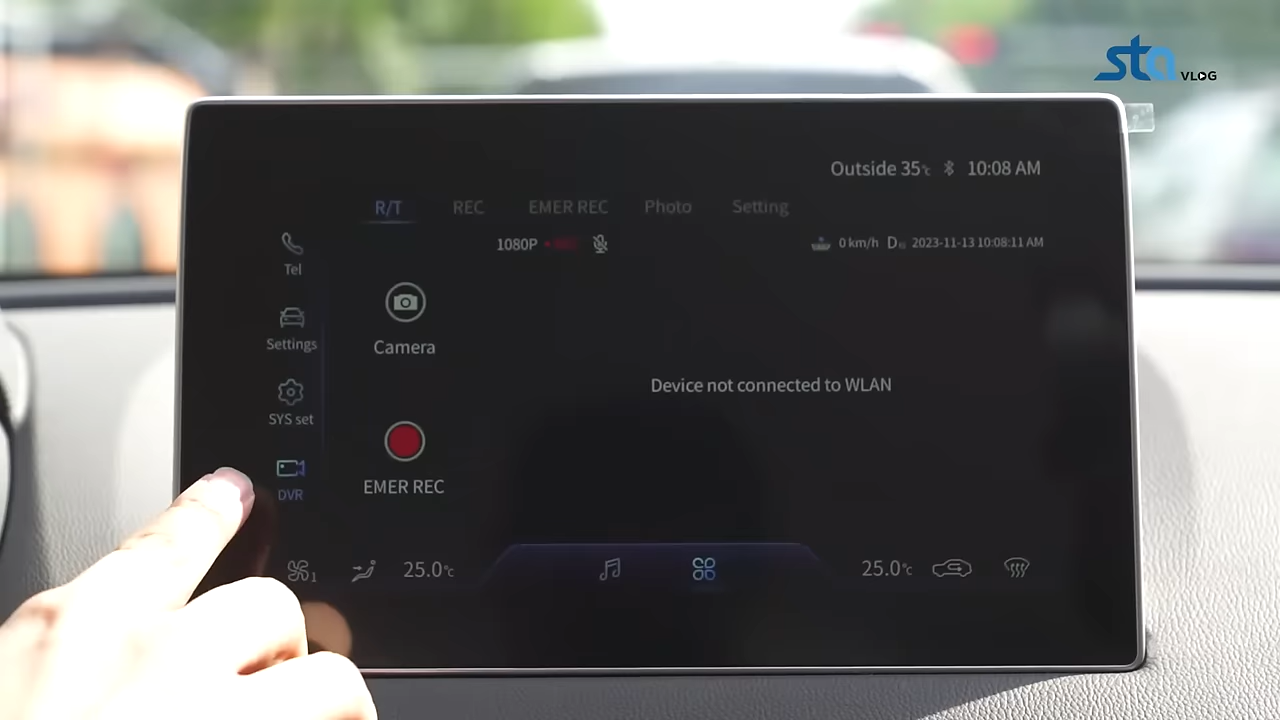 sta VLOG
Outside 35℃ 10:08 AM
R/T REC EMER REC Photo Setting
1080P
0 km/h D 2023-11-13 10:08:11 AM
Tel
Settings
SYS set
DVR
Camera
EMER REC
Device not connected to WLAN
1 25.0℃
25.0℃